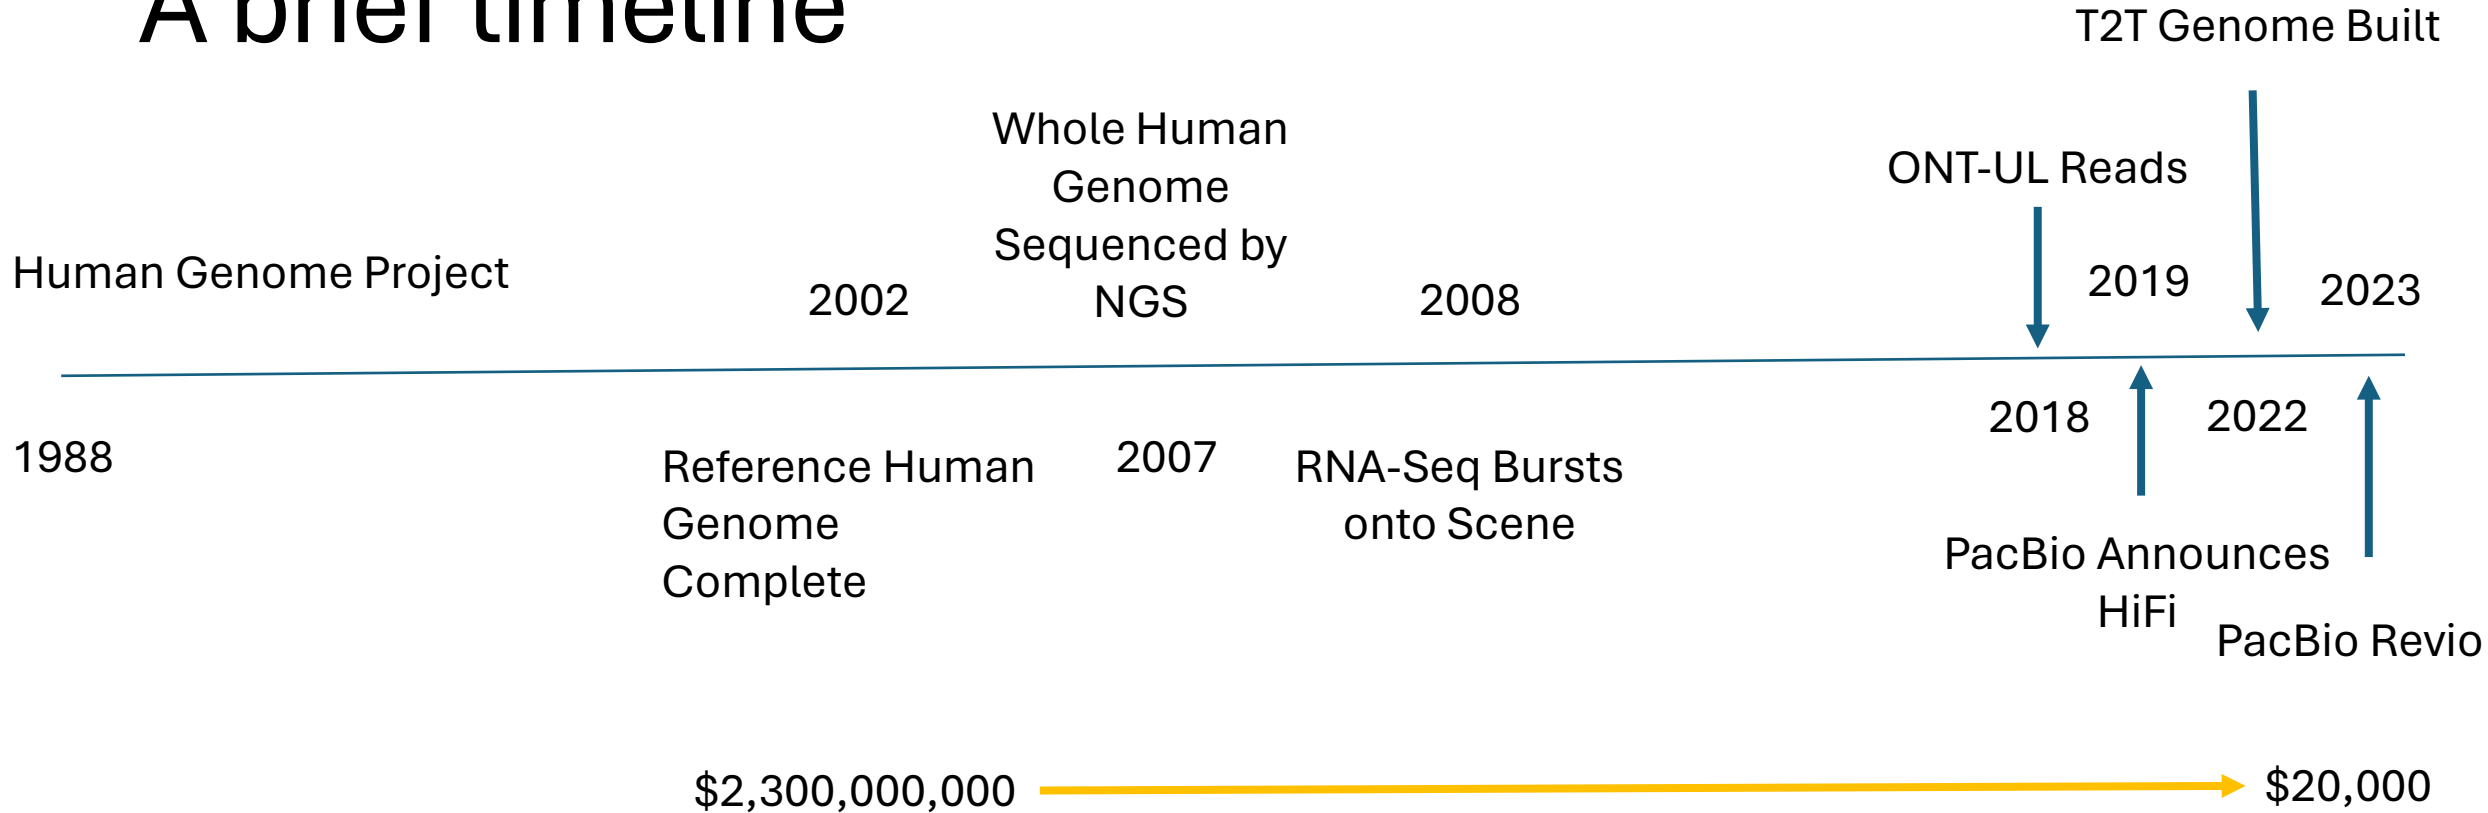 A brief timeline
T2T Genome Built
Whole Human
Genome
Sequenced by
NGS
ONT-UL Reads
Human Genome Project
2002
2008
2019
2023
1988
Reference Human
Genome
Complete
2007
RNA-Seq Bursts
onto Scene
2018
2022
PacBio Announces
HiFi
PacBio Revio
$2,300,000,000
$20,000